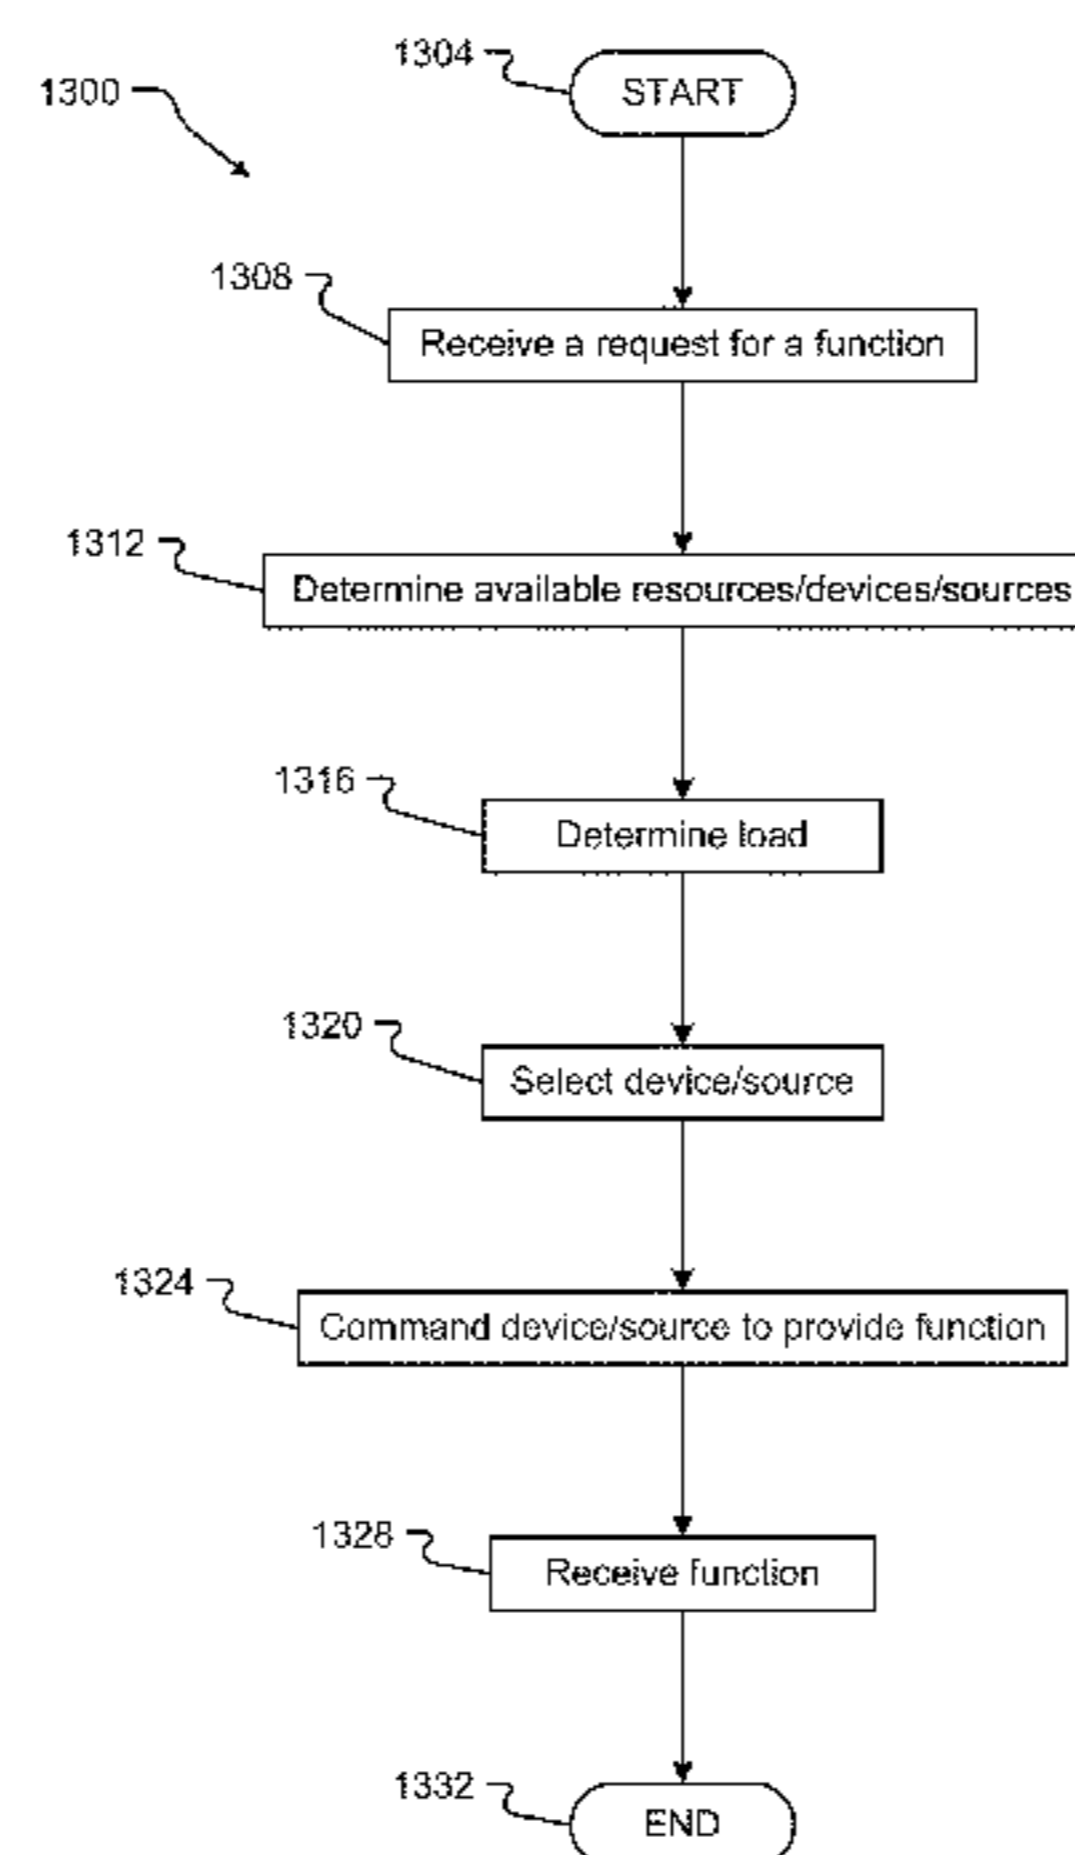 1304
START
1300
1308
Receive a request for a function
1312
Determine available resources/devices/sources
1316
Determine load
1320
Select device/source
1324
Command device/source to provide function
1328
Receive function
1332
END